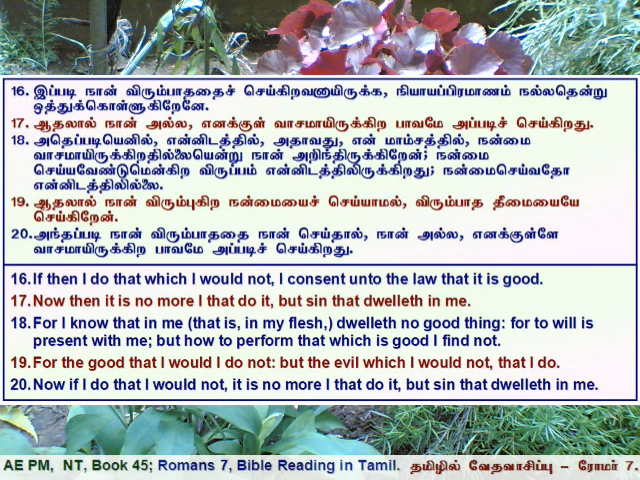 16. இப்படி நான் விரும்பாததைச் செய்கிறவனாயிருக்க, நியாயப்பிரமாணம் நல்லதென்று
ஒத்துக்கொள்ளுகிறேனே.
17. ஆதலால் நான் அல்ல, எனக்குள் வாசமாயிருக்கிற பாவமே அப்படிச் செய்கிறது.
18. அதெப்படியெனில், என்னிடத்தில், அதாவது, என் மாம்சத்தில், நன்மை
வாசமாயிருக்கிறதில்லையென்று நான் அறிந்திருக்கிறேன்; நன்மை
செய்யவேண்டுமென்கிற விருப்பம் என்னிடத்திலிருக்கிறது; நன்மைசெய்வதோ
என்னிடத்திலில்லை.
19. ஆதலால் நான் விரும்புகிற நன்மையைச் செய்யாமல், விரும்பாத தீமையையே
செய்கிறேன்.
20. அந்தப்படி நான் விரும்பாததை நான் செய்தால், நான் அல்ல, எனக்குள்ளே
வாசமாயிருக்கிற பாவமே அப்படிச் செய்கிறது.
16. If then I do that which I would not, I consent unto the law that it is good.
17. Now then it is no more I that do it, but sin that dwelleth in me.
18. For I know that in me (that is, in my flesh,) dwelleth no good thing: for to will is
present with me; but how to perform that which is good I find not.
19. For the good that I would I do not: but the evil which I would not, that I do.
20. Now if I do that I would not, it is no more I that do it, but sin that dwelleth in me.
AE PM, NT, Book 45; Romans 7, Bible Reading in Tamil. தமிழில் வேதவாசிப்பு – ரோமர் 7.